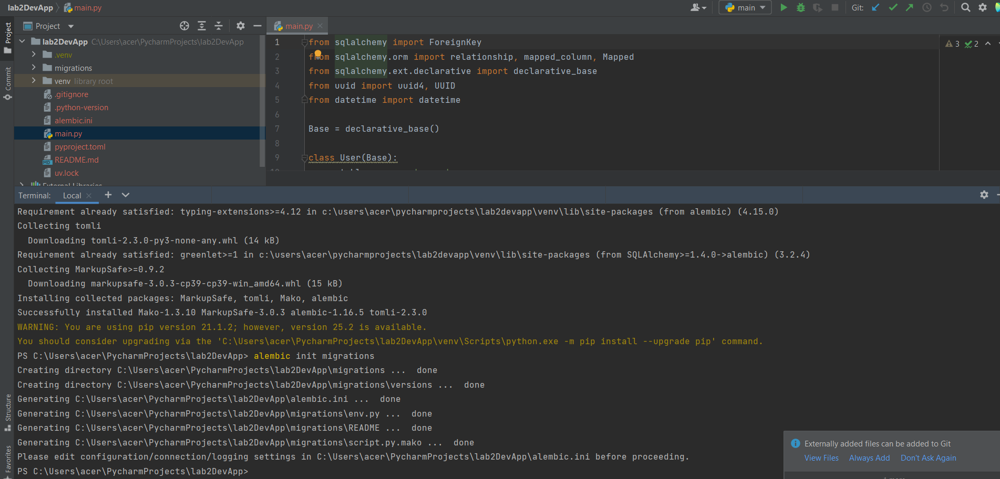 lab2DevApp main.py
main
Git:
Project
lab2DevApp C:\Users\acer\PycharmProjects\lab2DevApp
.venv
migrations
venv library root
.gitignore
.python-version
alembic.ini
main.py
pyproject.toml
README.md
uv.lock
External Libraries
Project
Commit
Structure
Favorites
main.py
3 2
1 from sqlalchemy import ForeignKey
2 from sqlalchemy.orm import relationship, mapped_column, Mapped
3 from sqlalchemy.ext.declarative import declarative_base
4 from uuid import uuid4, UUID
5 from datetime import datetime
6
7 Base = declarative_base()
8
9 class User(Base):
10
Terminal: Local
Requirement already satisfied: typing-extensions>=4.12 in c:\users\acer\pycharmprojects\lab2devapp\venv\lib\site-packages (from alembic) (4.15.0)
Collecting tomli
Downloading tomli-2.3.0-py3-none-any.whl (14 kB)
Requirement already satisfied: greenlet>=1 in c:\users\acer\pycharmprojects\lab2devapp\venv\lib\site-packages (from SQLAlchemy>=1.4.0->alembic) (3.2.4)
Collecting MarkupSafe>=0.9.2
Downloading markupsafe-3.0.3-cp39-cp39-win_amd64.whl (15 kB)
Installing collected packages: MarkupSafe, tomli, Mako, alembic
Successfully installed Mako-1.3.10 MarkupSafe-3.0.3 alembic-1.16.5 tomli-2.3.0
WARNING: You are using pip version 21.1.2; however, version 25.2 is available.
You should consider upgrading via the 'C:\Users\acer\PycharmProjects\lab2DevApp\venv\Scripts\python.exe -m pip install --upgrade pip' command.
PS C:\Users\acer\PycharmProjects\lab2DevApp> alembic init migrations
Creating directory C:\Users\acer\PycharmProjects\lab2DevApp\migrations ...  done
Creating directory C:\Users\acer\PycharmProjects\lab2DevApp\migrations\versions ...  done
Generating C:\Users\acer\PycharmProjects\lab2DevApp\alembic.ini ...  done
Generating C:\Users\acer\PycharmProjects\lab2DevApp\migrations\env.py ...  done
Generating C:\Users\acer\PycharmProjects\lab2DevApp\migrations\README ...  done
Generating C:\Users\acer\PycharmProjects\lab2DevApp\migrations\script.py.mako ...  done
Please edit configuration/connection/logging settings in C:\Users\acer\PycharmProjects\lab2DevApp\alembic.ini before proceeding.
PS C:\Users\acer\PycharmProjects\lab2DevApp>
Externally added files can be added to Git
View Files Always Add Don't Ask Again